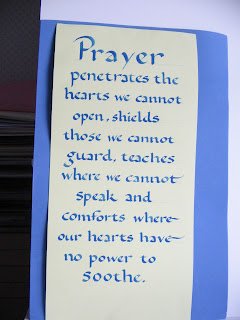 Prayer
penetrates the
hearts we cannot
open, shields
those we cannot
guard, teaches
where we cannot
speak and
comforts where
our hearts have
no power to
soothe.